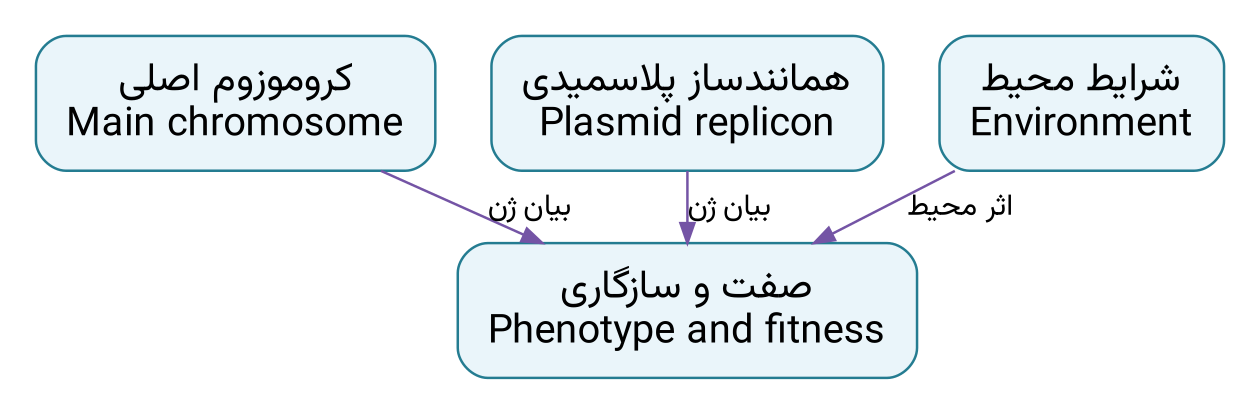 کروموزوم اصلی
Main chromosome
همانندساز پلاسمیدی
Plasmid replicon
شرایط محیط
Environment
بیان ژن
بیان ژن
اثر محیط
صفت و سازگاری
Phenotype and fitness